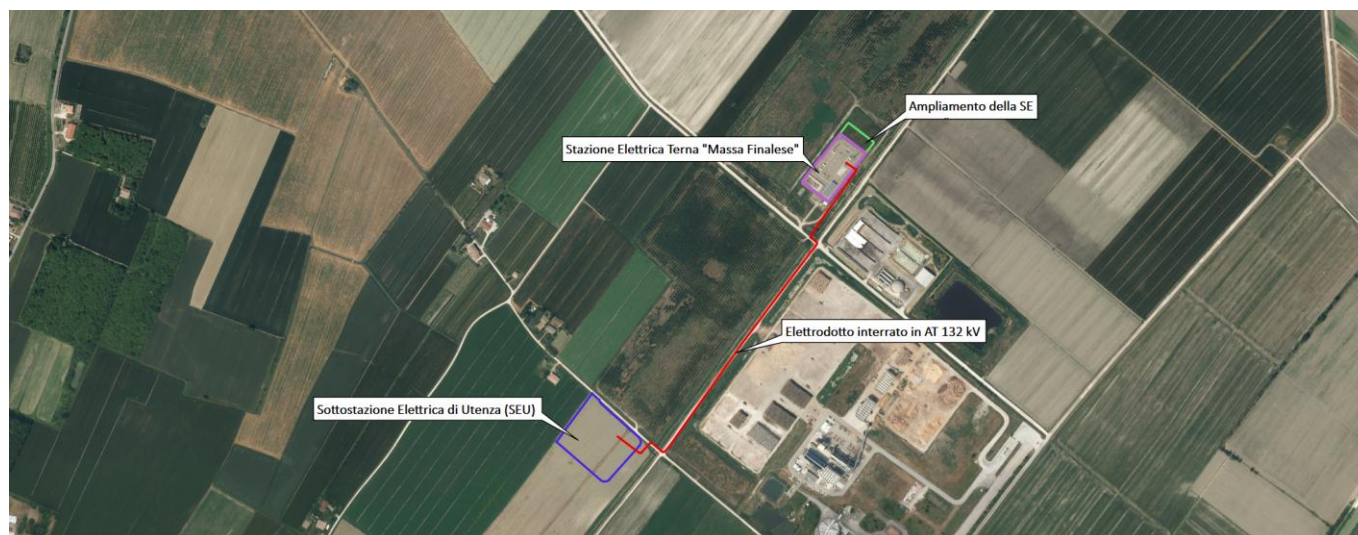 Ampliamento della SE
Stazione Elettrica Terna "Massa Finalese"
Elettrodotto interrato in AT 132 kV
Sottostazione Elettrica di Utenza (SEU)